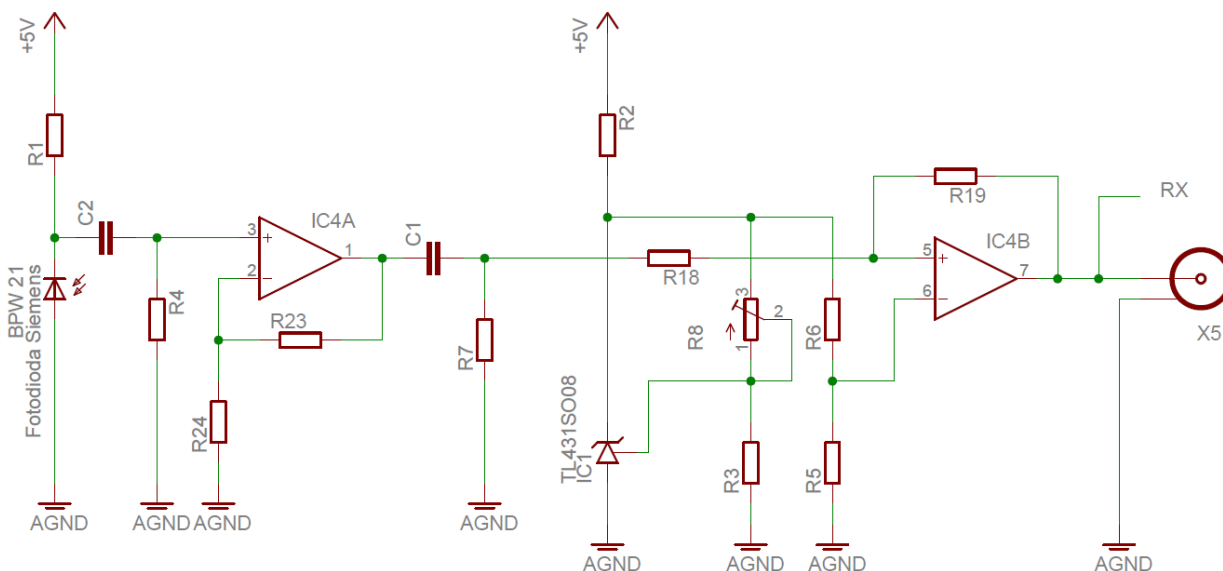 +5V
+5V
R1
R2
C2
3
IC4A
1
C1
2
R4
R23
R24
R7
BPW 21
Fotodioda Siemens
R18
R19
RX
5
IC4B
7
6
X5
3
2
R8
1
R6
TL431SO08
IC1
R3
R5
AGND
AGND
AGND
AGND
AGND
AGND
AGND
AGND